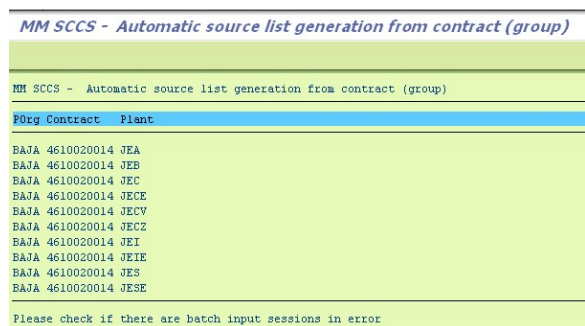 MM SCCS - Automatic source list generation from contract (group)
MM SCCS - Automatic source list generation from contract (group)
POrg Contract Plant
BAJA 4610020014 JEA
BAJA 4610020014 JEB
BAJA 4610020014 JEC
BAJA 4610020014 JECE
BAJA 4610020014 JECV
BAJA 4610020014 JECZ
BAJA 4610020014 JEI
BAJA 4610020014 JEIE
BAJA 4610020014 JES
BAJA 4610020014 JESE
Please check if there are batch input sessions in error